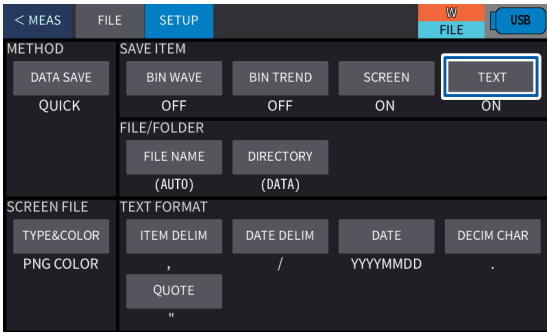 < MEAS FILE SETUP W FILE USB
METHOD SAVE ITEM
DATA SAVE BIN WAVE BIN TREND SCREEN TEXT
QUICK OFF OFF ON ON
FILE/FOLDER
FILE NAME DIRECTORY
(AUTO) (DATA)
SCREEN FILE TEXT FORMAT
TYPE&COLOR ITEM DELIM DATE DELIM DATE DECIM CHAR
PNG COLOR , / YYYYMMDD .
QUOTE
"